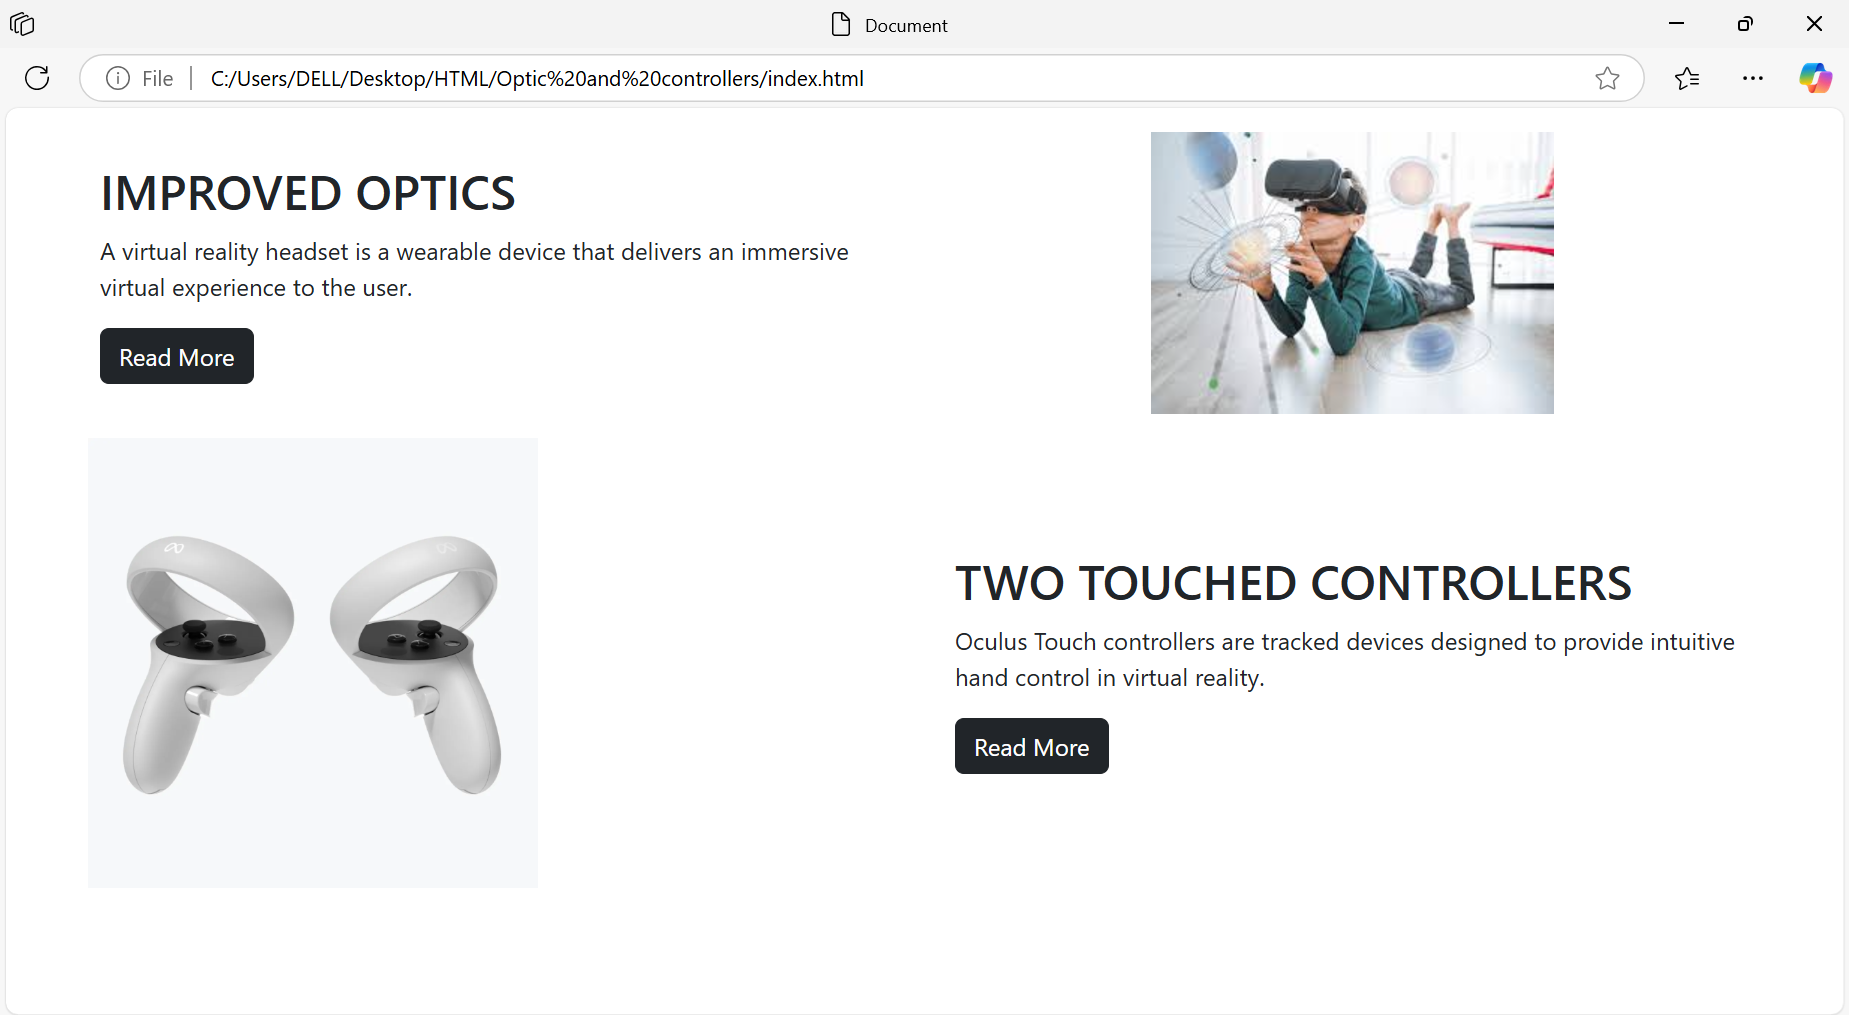 Document
File
C:/Users/DELL/Desktop/HTML/Optic%20and%20controllers/index.html
IMPROVED OPTICS
A virtual reality headset is a wearable device that delivers an immersive
virtual experience to the user.
Read More
TWO TOUCHED CONTROLLERS
Oculus Touch controllers are tracked devices designed to provide intuitive
hand control in virtual reality.
Read More